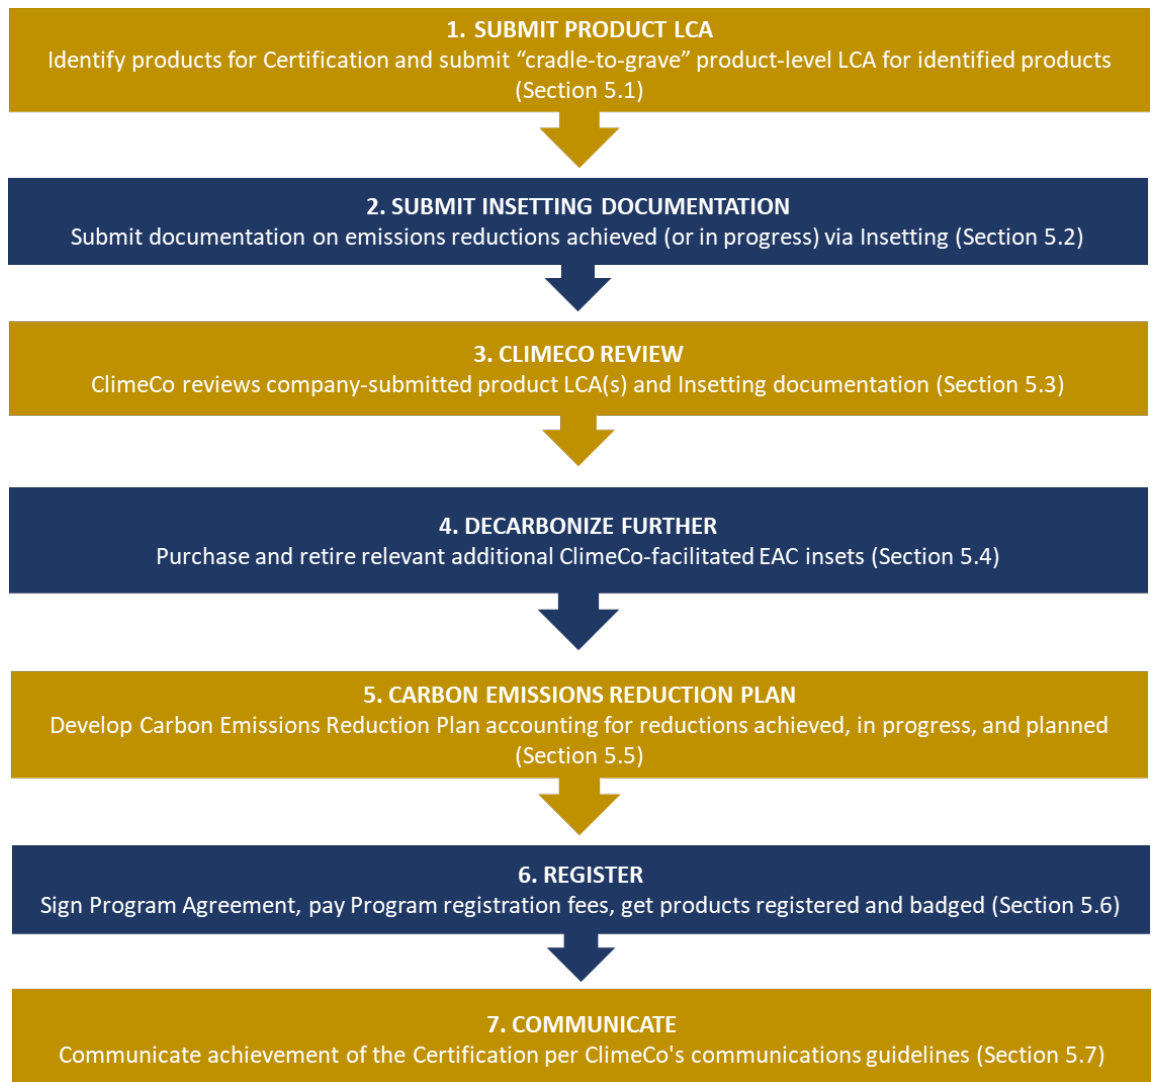 1. SUBMIT PRODUCT LCA
Identify products for Certification and submit “cradle-to-grave” product-level LCA for identified products
(Section 5.1)
2. SUBMIT INSETTING DOCUMENTATION
Submit documentation on emissions reductions achieved (or in progress) via Insetting (Section 5.2)
3. CLIMECO REVIEW
ClimeCo reviews company-submitted product LCA(s) and Insetting documentation (Section 5.3)
4. DECARBONIZE FURTHER
Purchase and retire relevant additional ClimeCo-facilitated EAC insets (Section 5.4)
5. CARBON EMISSIONS REDUCTION PLAN
Develop Carbon Emissions Reduction Plan accounting for reductions achieved, in progress, and planned
(Section 5.5)
6. REGISTER
Sign Program Agreement, pay Program registration fees, get products registered and badged (Section 5.6)
7. COMMUNICATE
Communicate achievement of the Certification per ClimeCo's communications guidelines (Section 5.7)